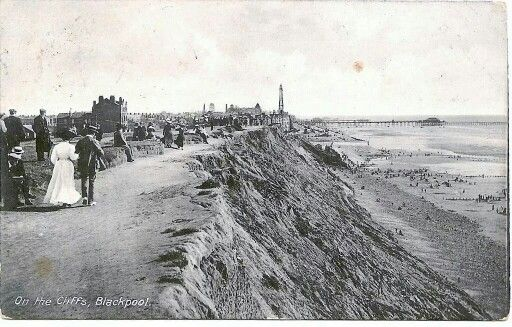 On the Cliffs, Blackpool.